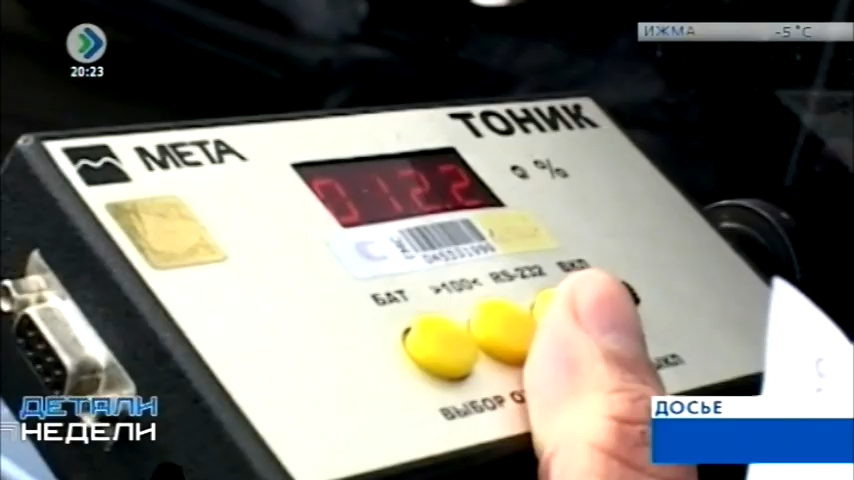 20:23
ИЖМА -5°C
МЕТА
ТОНИК
012.2
%
БАТ >100< RS-232 ВКЛ
ВЫБОР
ДЕТАЛИ
НЕДЕЛИ
ДОСЬЕ